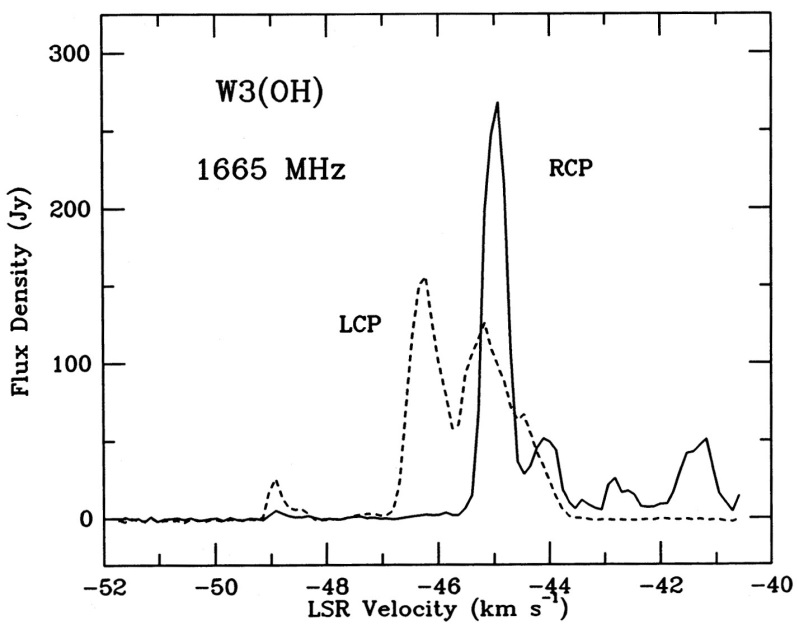 W3(OH)
1665 MHz
RCP
LCP
Flux Density (Jy)
300
200
100
0
−52 −50 −48 −46 −44 −42 −40
LSR Velocity (km s⁻¹)